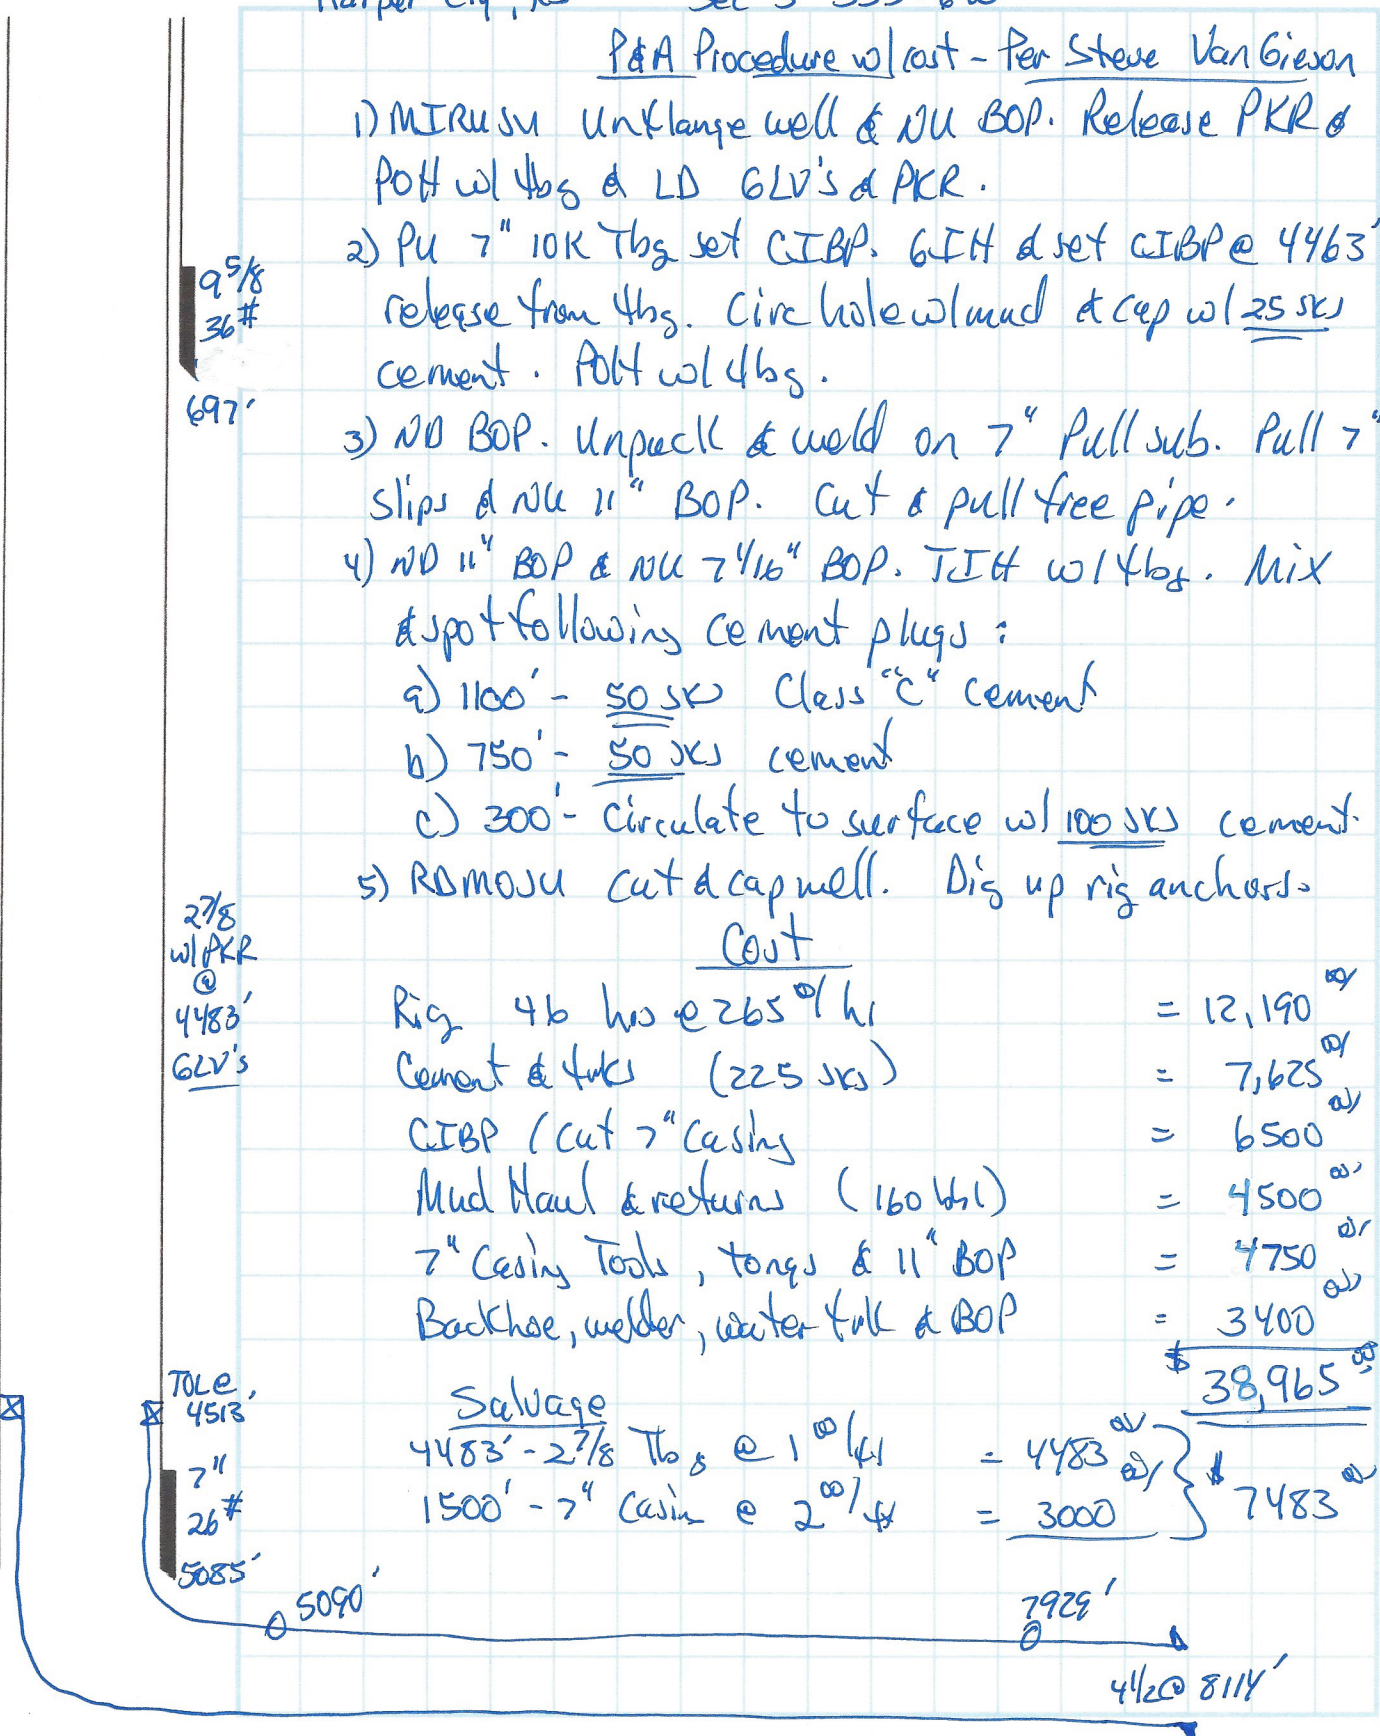 Harper Cty, KS Sec 3-33S-6W
P&A Procedure w/cost - Per Steve VanGieson
1) MIRUSU Unflange well & NU BOP. Release PKR &
POH w/ tbg & LD GLV's & PKR.
2) PU 7" 10K Tbg set CIBP. GIH & set CIBP @ 4463'
release from tbg. Circ hole w/mud & cap w/ 25 sks
cement. POH w/ tbg.
3) ND BOP. Unpack & weld on 7" Pull sub. Pull 7"
slips & NU 11" BOP. Cut & pull free pipe.
4) ND 11" BOP & NU 7 1/16" BOP. TIH w/ tbg. Mix
& spot following cement plugs:
a) 1100' - 50 sks Class "C" cement
b) 750' - 50 sks cement
c) 300' - Circulate to surface w/ 100 sks cement.
5) RDMOSU Cut & cap well. Dig up rig anchors.
Cost
Rig 46 hrs @ 265 00/hr = 12,190 00/
Cement & trks (225 sks) = 7,625 00/
CIBP / Cut 7" Casing = 6500 00/
Mud Haul & returns (160 bbl) = 4500 00/
7" Casing Tools, tongs & 11" BOP = 4750 00/
Backhoe, welder, water trk & BOP = 3400 00/
$ 38,965 00
Salvage
4483' - 2 7/8 Tbg @ 1 00/ft = 4483 00/
1500' - 7" Casing @ 2 00/ft = 3000 00/
$ 7483 00/
9 5/8
36#
697'
2 7/8
w/ PKR
@
4483'
GLV's
TOL @
4513'
7"
26#
5085'
5090'
7929'
4 1/2 @ 8114'